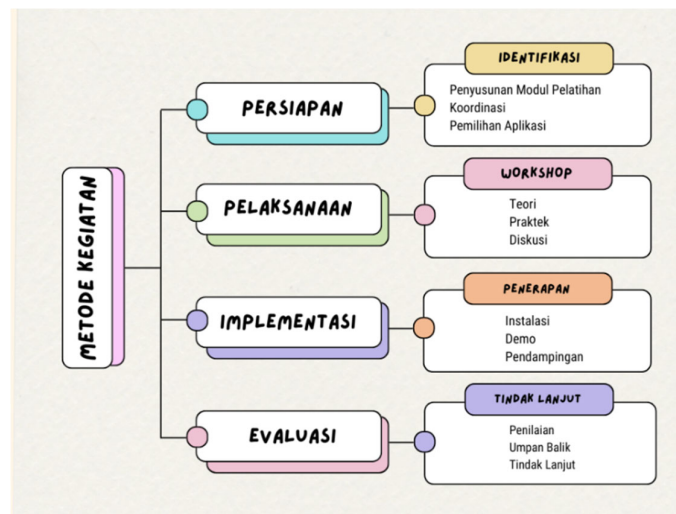 METODE KEGIATAN
PERSIAPAN
IDENTIFIKASI
Penyusunan Modul Pelatihan
Koordinasi
Pemilihan Aplikasi
PELAKSANAAN
WORKSHOP
Teori
Praktek
Diskusi
IMPLEMENTASI
PENERAPAN
Instalasi
Demo
Pendampingan
EVALUASI
TINDAK LANJUT
Penilaian
Umpan Balik
Tindak Lanjut